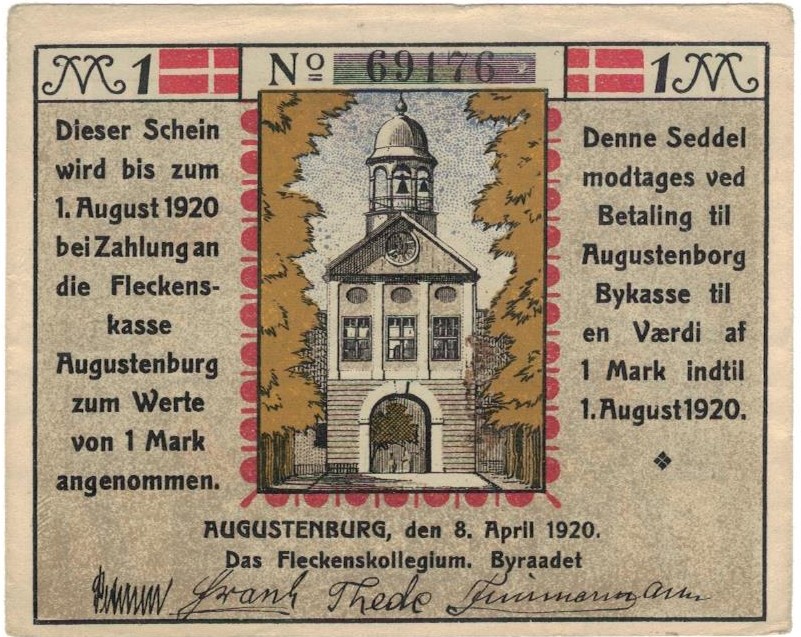 M 1 No 69176 1 M
Dieser Schein
wird bis zum
1. August 1920
bei Zahlung an
die Fleckens-
kasse
Augustenburg
zum Werte
von 1 Mark
angenommen.
Denne Seddel
modtages ved
Betaling til
Augustenborg
Bykasse til
en Værdi af
1 Mark indtil
1. August 1920.
AUGUSTENBURG, den 8. April 1920.
Das Fleckenskollegium. Byraadet
Frank Thede Zimmermann